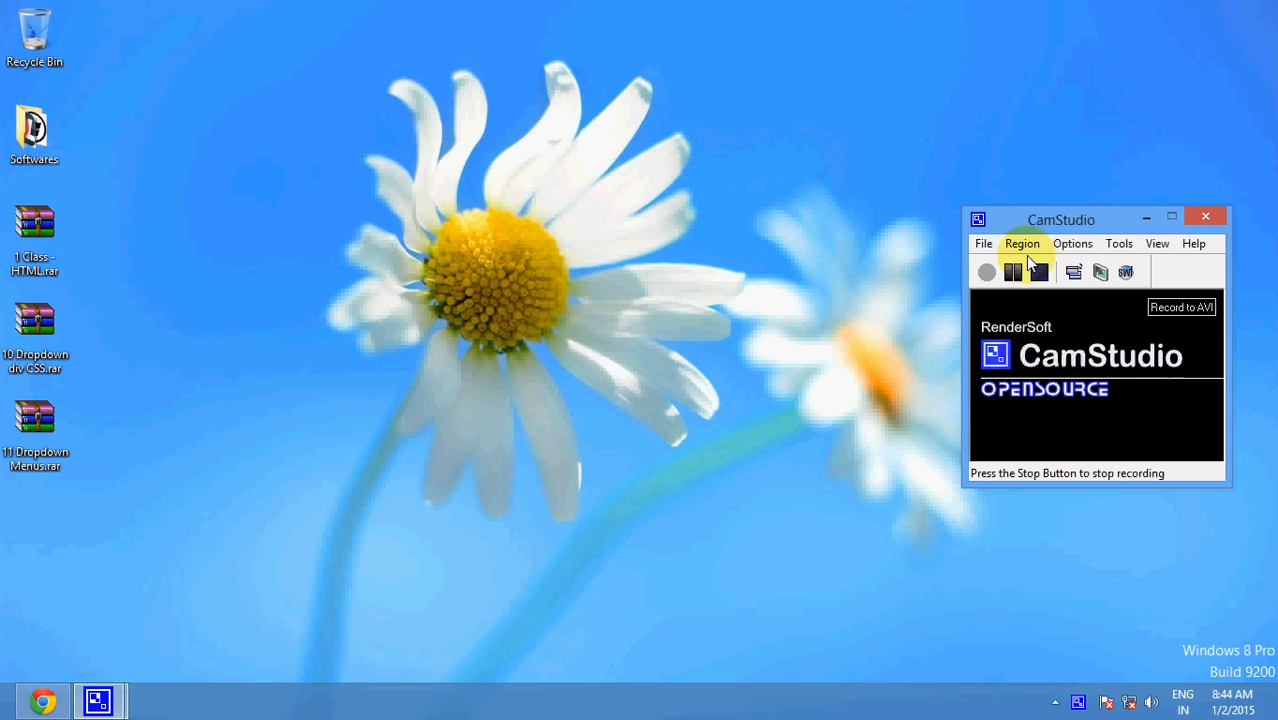 Recycle Bin
Softwares
1 Class -
HTML.rar
10 Dropdown
div CSS.rar
11 Dropdown
Menus.rar
CamStudio
File Region Options Tools View Help
SWF
Record to AVI
RenderSoft
CamStudio
OPENSOURCE
Press the Stop Button to stop recording
Windows 8 Pro
Build 9200
ENG 8:44 AM
IN 1/2/2015